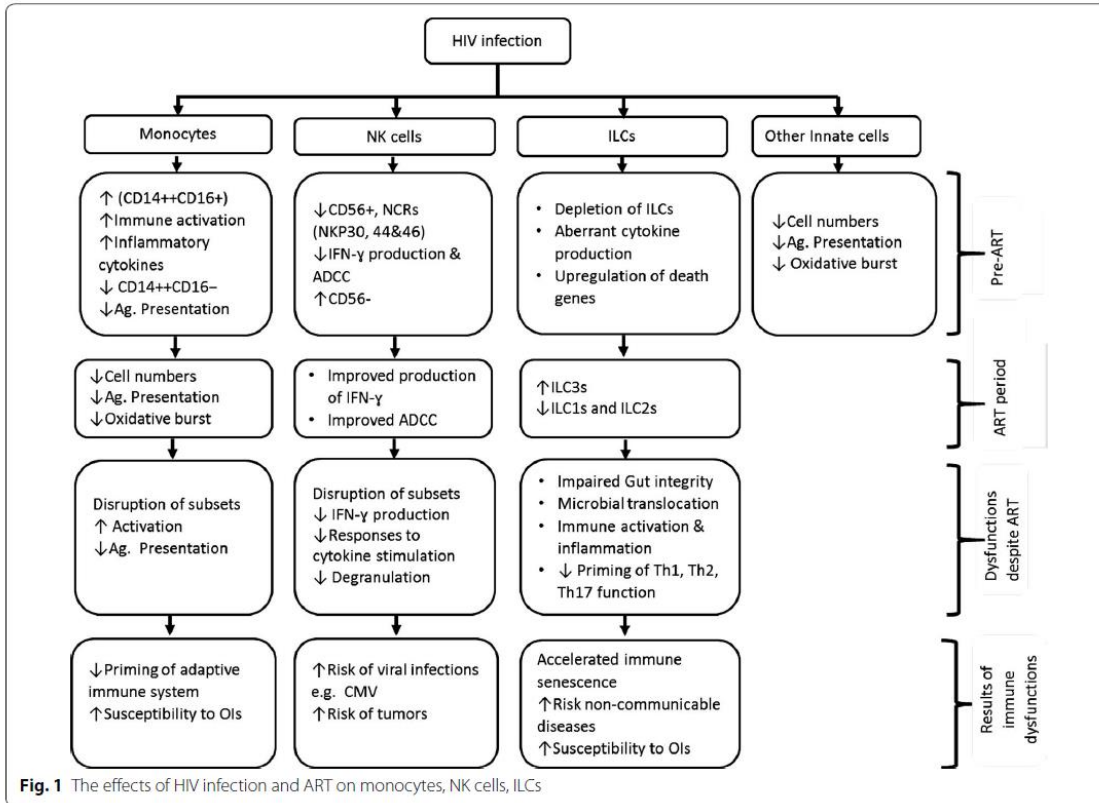 HIV infection
Monocytes
NK cells
ILCs
Other Innate cells
↑ (CD14++CD16+)
↑Immune activation
↑Inflammatory
cytokines
↓ CD14++CD16−
↓Ag. Presentation
↓CD56+, NCRs
(NKP30, 44&46)
↓IFN-γ production &
ADCC
↑CD56-
• Depletion of ILCs
• Aberrant cytokine
production
• Upregulation of death
genes
↓Cell numbers
↓Ag. Presentation
↓ Oxidative burst
Pre-ART
↓Cell numbers
↓Ag. Presentation
↓Oxidative burst
• Improved production
of IFN-γ
• Improved ADCC
↑ILC3s
↓ILC1s and ILC2s
ART period
Disruption of subsets
↑ Activation
↓Ag. Presentation
Disruption of subsets
↓ IFN-γ production
↓Responses to
cytokine stimulation
↓ Degranulation
• Impaired Gut integrity
• Microbial translocation
• Immune activation &
inflammation
• ↓ Priming of Th1, Th2,
Th17 function
Dysfunctions
despite ART
↓Priming of adaptive
immune system
↑Susceptibility to OIs
↑Risk of viral infections
e.g. CMV
↑Risk of tumors
Accelerated immune
senescence
↑Risk non-communicable
diseases
↑Susceptibility to OIs
Results of
immune
dysfunctions
Fig. 1 The effects of HIV infection and ART on monocytes, NK cells, ILCs